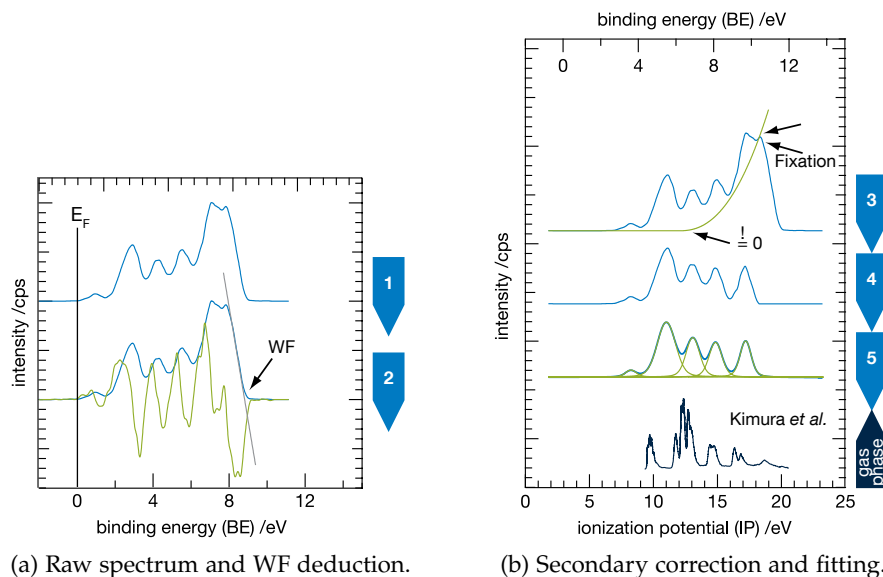 binding energy (BE) /eV
0 4 8 12
Fixation
! = 0
Kimura et al.
intensity /cps
0 5 10 15 20 25
ionization potential (IP) /eV
3
4
5
gas phase
E_F
WF
intensity /cps
0 4 8 12
binding energy (BE) /eV
1
2
(a) Raw spectrum and WF deduction.
(b) Secondary correction and fitting.